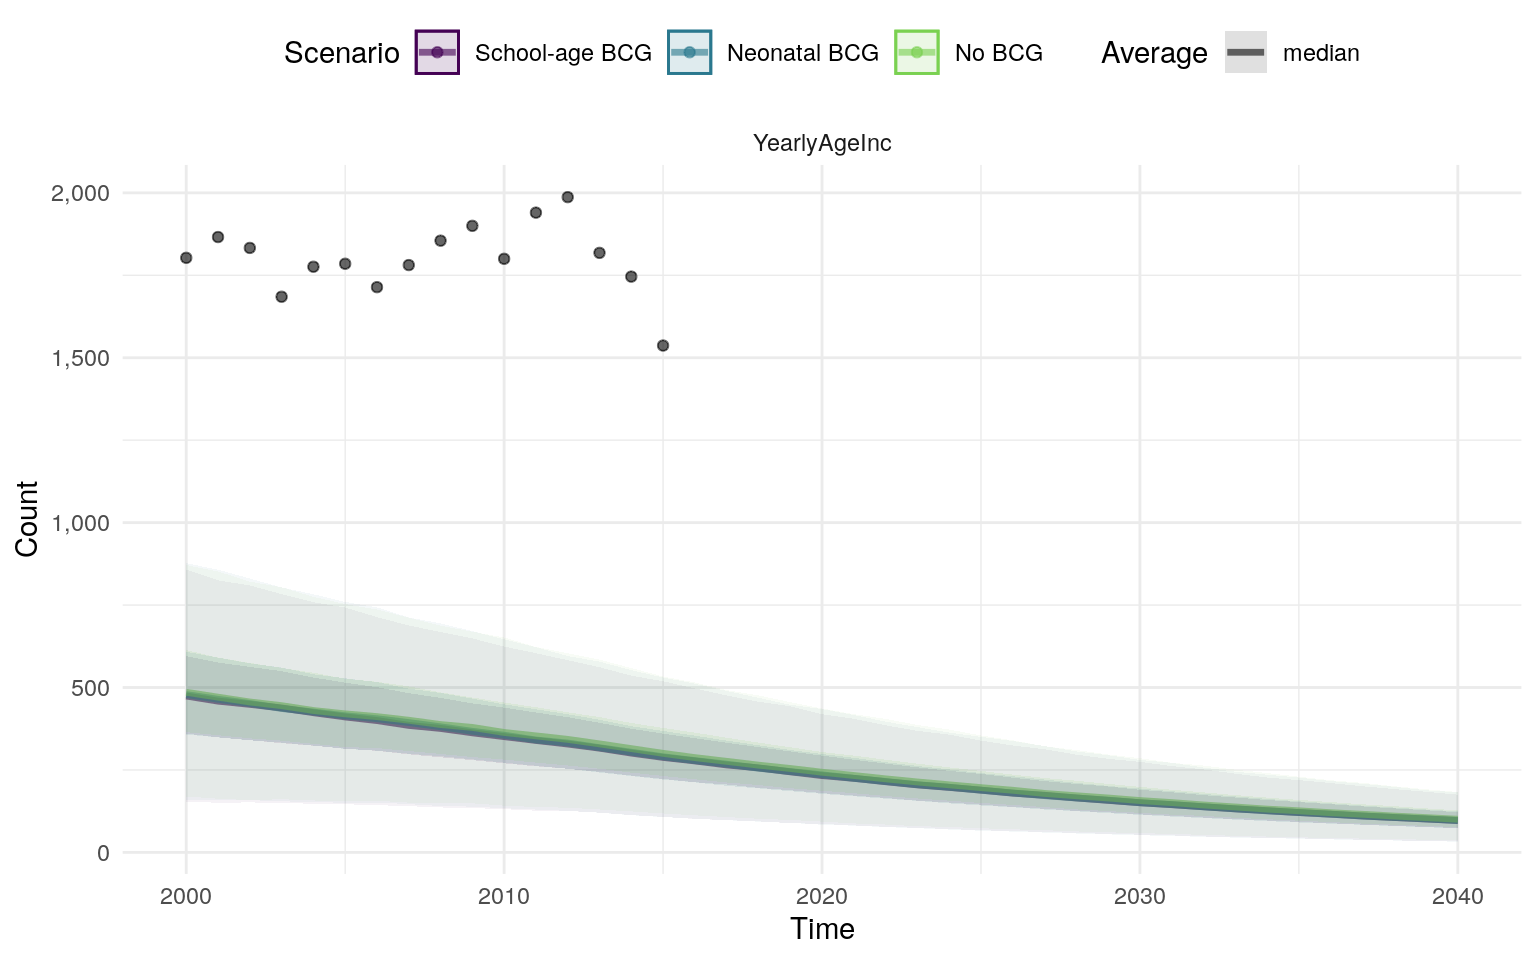 Scenario School-age BCG Neonatal BCG No BCG Average median
YearlyAgeInc
2,000
1,500
1,000
500
0
Count
2000 2010 2020 2030 2040
Time